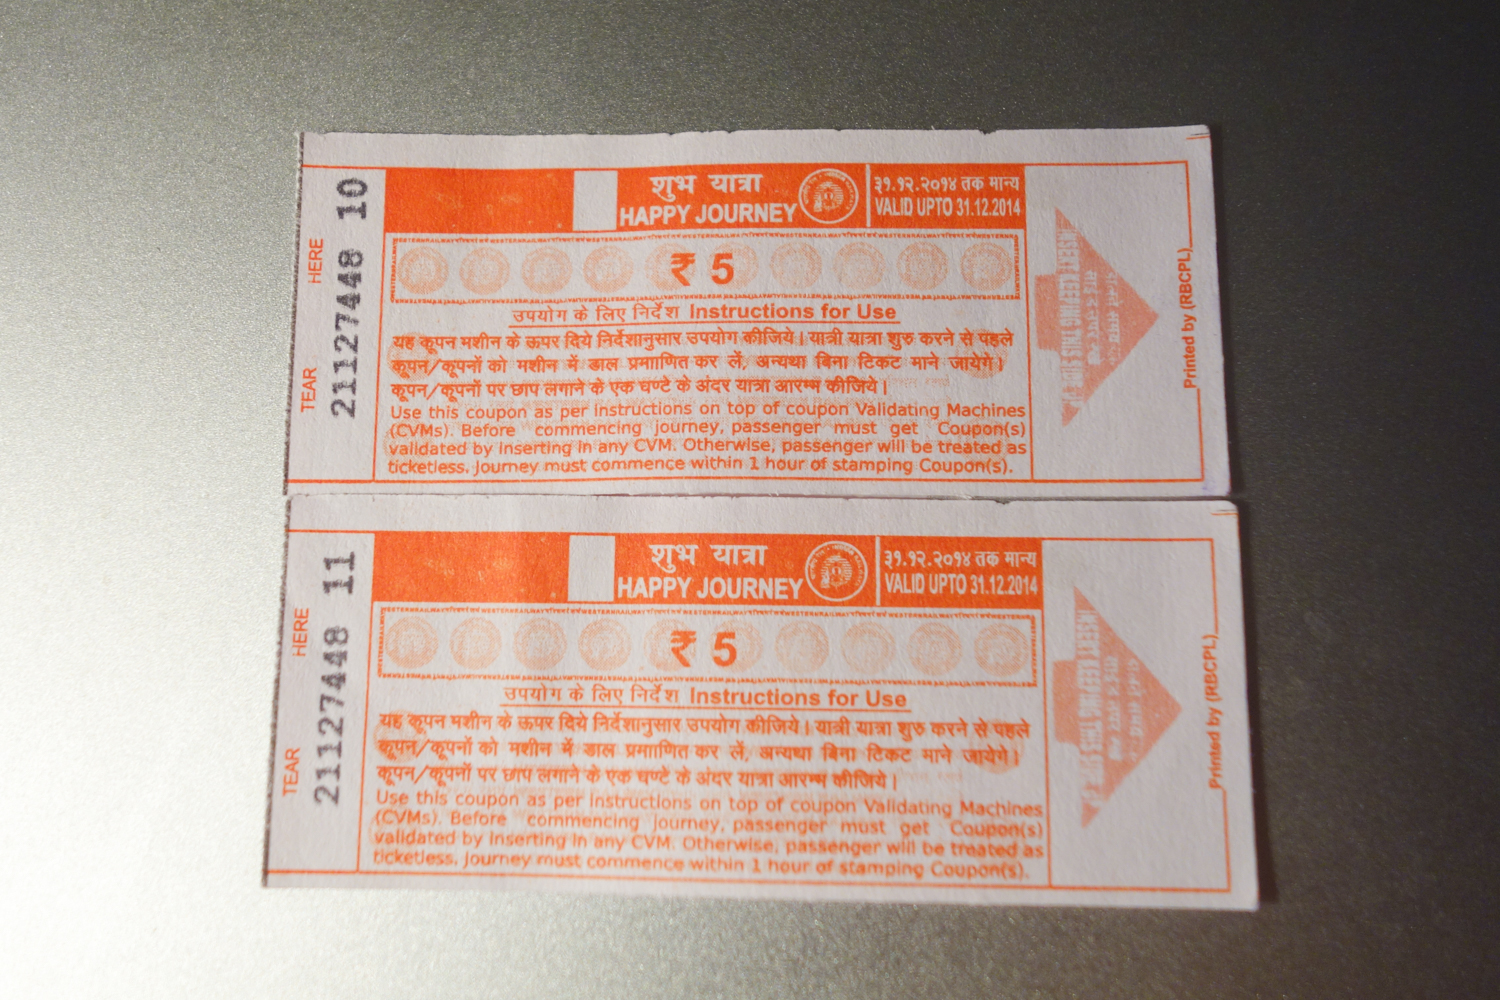 TEAR HERE
21127448 10
शुभ यात्रा
HAPPY JOURNEY
३१.१२.२०१४ तक मान्य
VALID UPTO 31.12.2014
₹ 5
उपयोग के लिए निर्देश Instructions for Use
यह कूपन मशीन के ऊपर दिये निर्देशानुसार उपयोग कीजिये। यात्री यात्रा शुरु करने से पहले
कूपन/कूपनों को मशीन में डाल प्रमाणित कर लें, अन्यथा बिना टिकट माने जायेगे।
कूपन/कूपनों पर छाप लगाने के एक घण्टे के अंदर यात्रा आरम्भ कीजिये।
Use this coupon as per instructions on top of coupon Validating Machines
(CVMs). Before commencing journey, passenger must get Coupon(s)
validated by inserting in any CVM. Otherwise, passenger will be treated as
ticketless. Journey must commence within 1 hour of stamping Coupon(s).
INSERT KEEPING THIS SIDE
Printed by (RBCPL)
TEAR HERE
21127448 11
शुभ यात्रा
HAPPY JOURNEY
३१.१२.२०१४ तक मान्य
VALID UPTO 31.12.2014
₹ 5
उपयोग के लिए निर्देश Instructions for Use
यह कूपन मशीन के ऊपर दिये निर्देशानुसार उपयोग कीजिये। यात्री यात्रा शुरु करने से पहले
कूपन/कूपनों को मशीन में डाल प्रमाणित कर लें, अन्यथा बिना टिकट माने जायेगे।
कूपन/कूपनों पर छाप लगाने के एक घण्टे के अंदर यात्रा आरम्भ कीजिये।
Use this coupon as per instructions on top of coupon Validating Machines
(CVMs). Before commencing journey, passenger must get Coupon(s)
validated by inserting in any CVM. Otherwise, passenger will be treated as
ticketless. Journey must commence within 1 hour of stamping Coupon(s).
INSERT KEEPING THIS SIDE
Printed by (RBCPL)